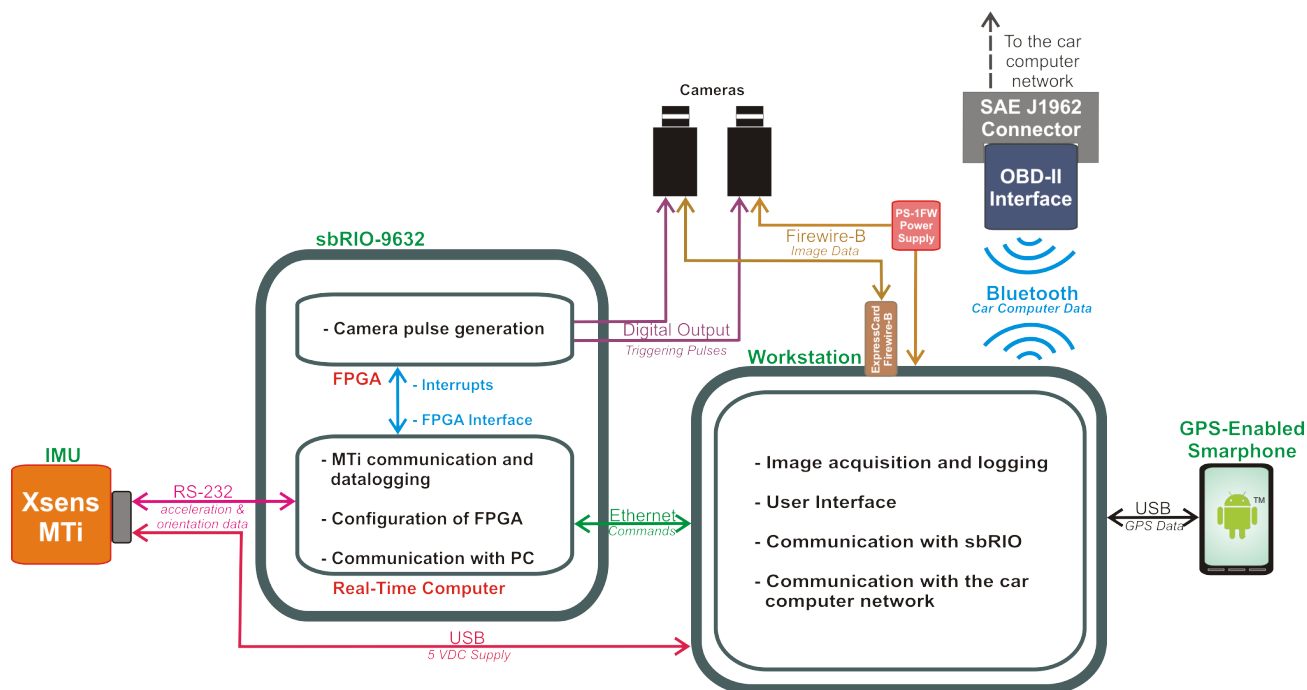 To the car
computer
network
SAE J1962
Connector
OBD-II
Interface
Cameras
PS-1FW
Power
Supply
Firewire-B
Image Data
Bluetooth
Car Computer Data
sbRIO-9632
- Camera pulse generation
Digital Output
Triggering Pulses
ExpressCard
Firewire-B
Workstation
FPGA
- Interrupts
- FPGA Interface
IMU
Xsens
MTi
RS-232
acceleration &
orientation data
- MTi communication and
datalogging
- Configuration of FPGA
- Communication with PC
Real-Time Computer
Ethernet
Commands
USB
5 VDC Supply
- Image acquisition and logging
- User Interface
- Communication with sbRIO
- Communication with the car
computer network
USB
GPS Data
GPS-Enabled
Smarphone
TM